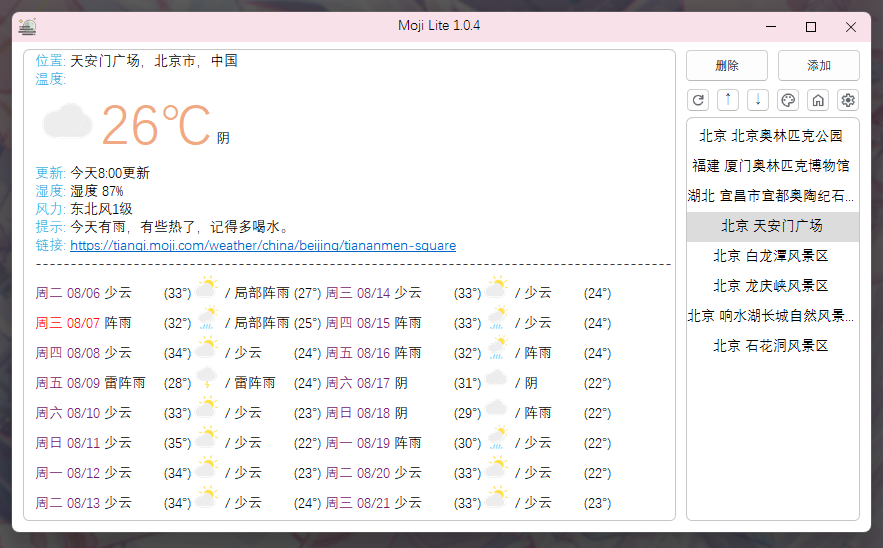 Moji Lite 1.0.4
位置: 天安门广场, 北京市, 中国
温度:
26℃ 阴
更新: 今天8:00更新
湿度: 湿度 87%
风力: 东北风1级
提示: 今天有雨，有些热了，记得多喝水。
链接: https://tianqi.moji.com/weather/china/beijing/tiananmen-square
周二 08/06 少云 (33°) / 局部阵雨 (27°) 周三 08/14 少云 (33°) / 少云 (24°)
周三 08/07 阵雨 (32°) / 局部阵雨 (25°) 周四 08/15 阵雨 (33°) / 少云 (24°)
周四 08/08 少云 (34°) / 少云 (24°) 周五 08/16 阵雨 (32°) / 阵雨 (24°)
周五 08/09 雷阵雨 (28°) / 雷阵雨 (24°) 周六 08/17 阴 (31°) / 阴 (22°)
周六 08/10 少云 (33°) / 少云 (23°) 周日 08/18 阴 (29°) / 阵雨 (22°)
周日 08/11 少云 (35°) / 少云 (22°) 周一 08/19 阵雨 (30°) / 少云 (22°)
周一 08/12 少云 (34°) / 少云 (23°) 周二 08/20 少云 (33°) / 少云 (22°)
周二 08/13 少云 (34°) / 少云 (24°) 周三 08/21 少云 (33°) / 少云 (23°)
删除 添加
北京 北京奥林匹克公园
福建 厦门奥林匹克博物馆
湖北 宜昌市宜都奥陶纪石...
北京 天安门广场
北京 白龙潭风景区
北京 龙庆峡风景区
北京 响水湖长城自然风景...
北京 石花洞风景区